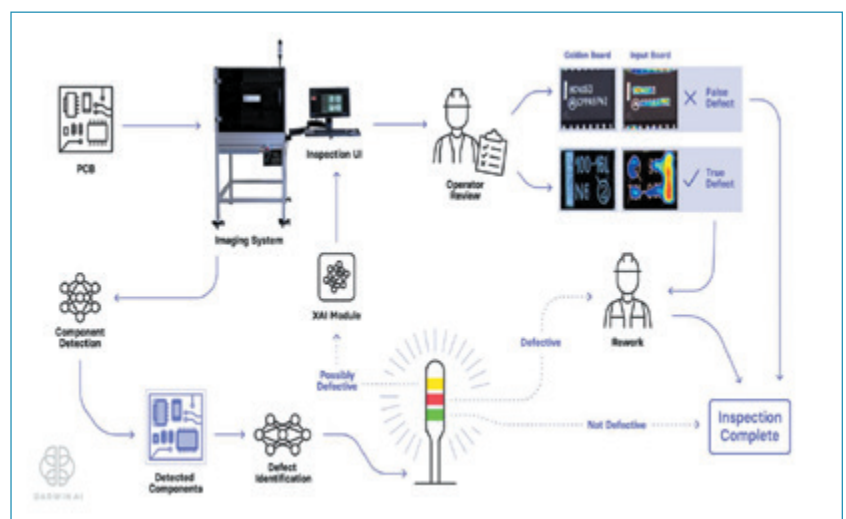 Golden Board
Input Board
False
Defect
PCB
Inspection UI
Operator
Review
True
Defect
Imaging System
XAI Module
Component
Detection
Defective
Rework
Possibly
Defective
Not Defective
Inspection
Complete
Detected
Components
Defect
Identification
DARWINAI